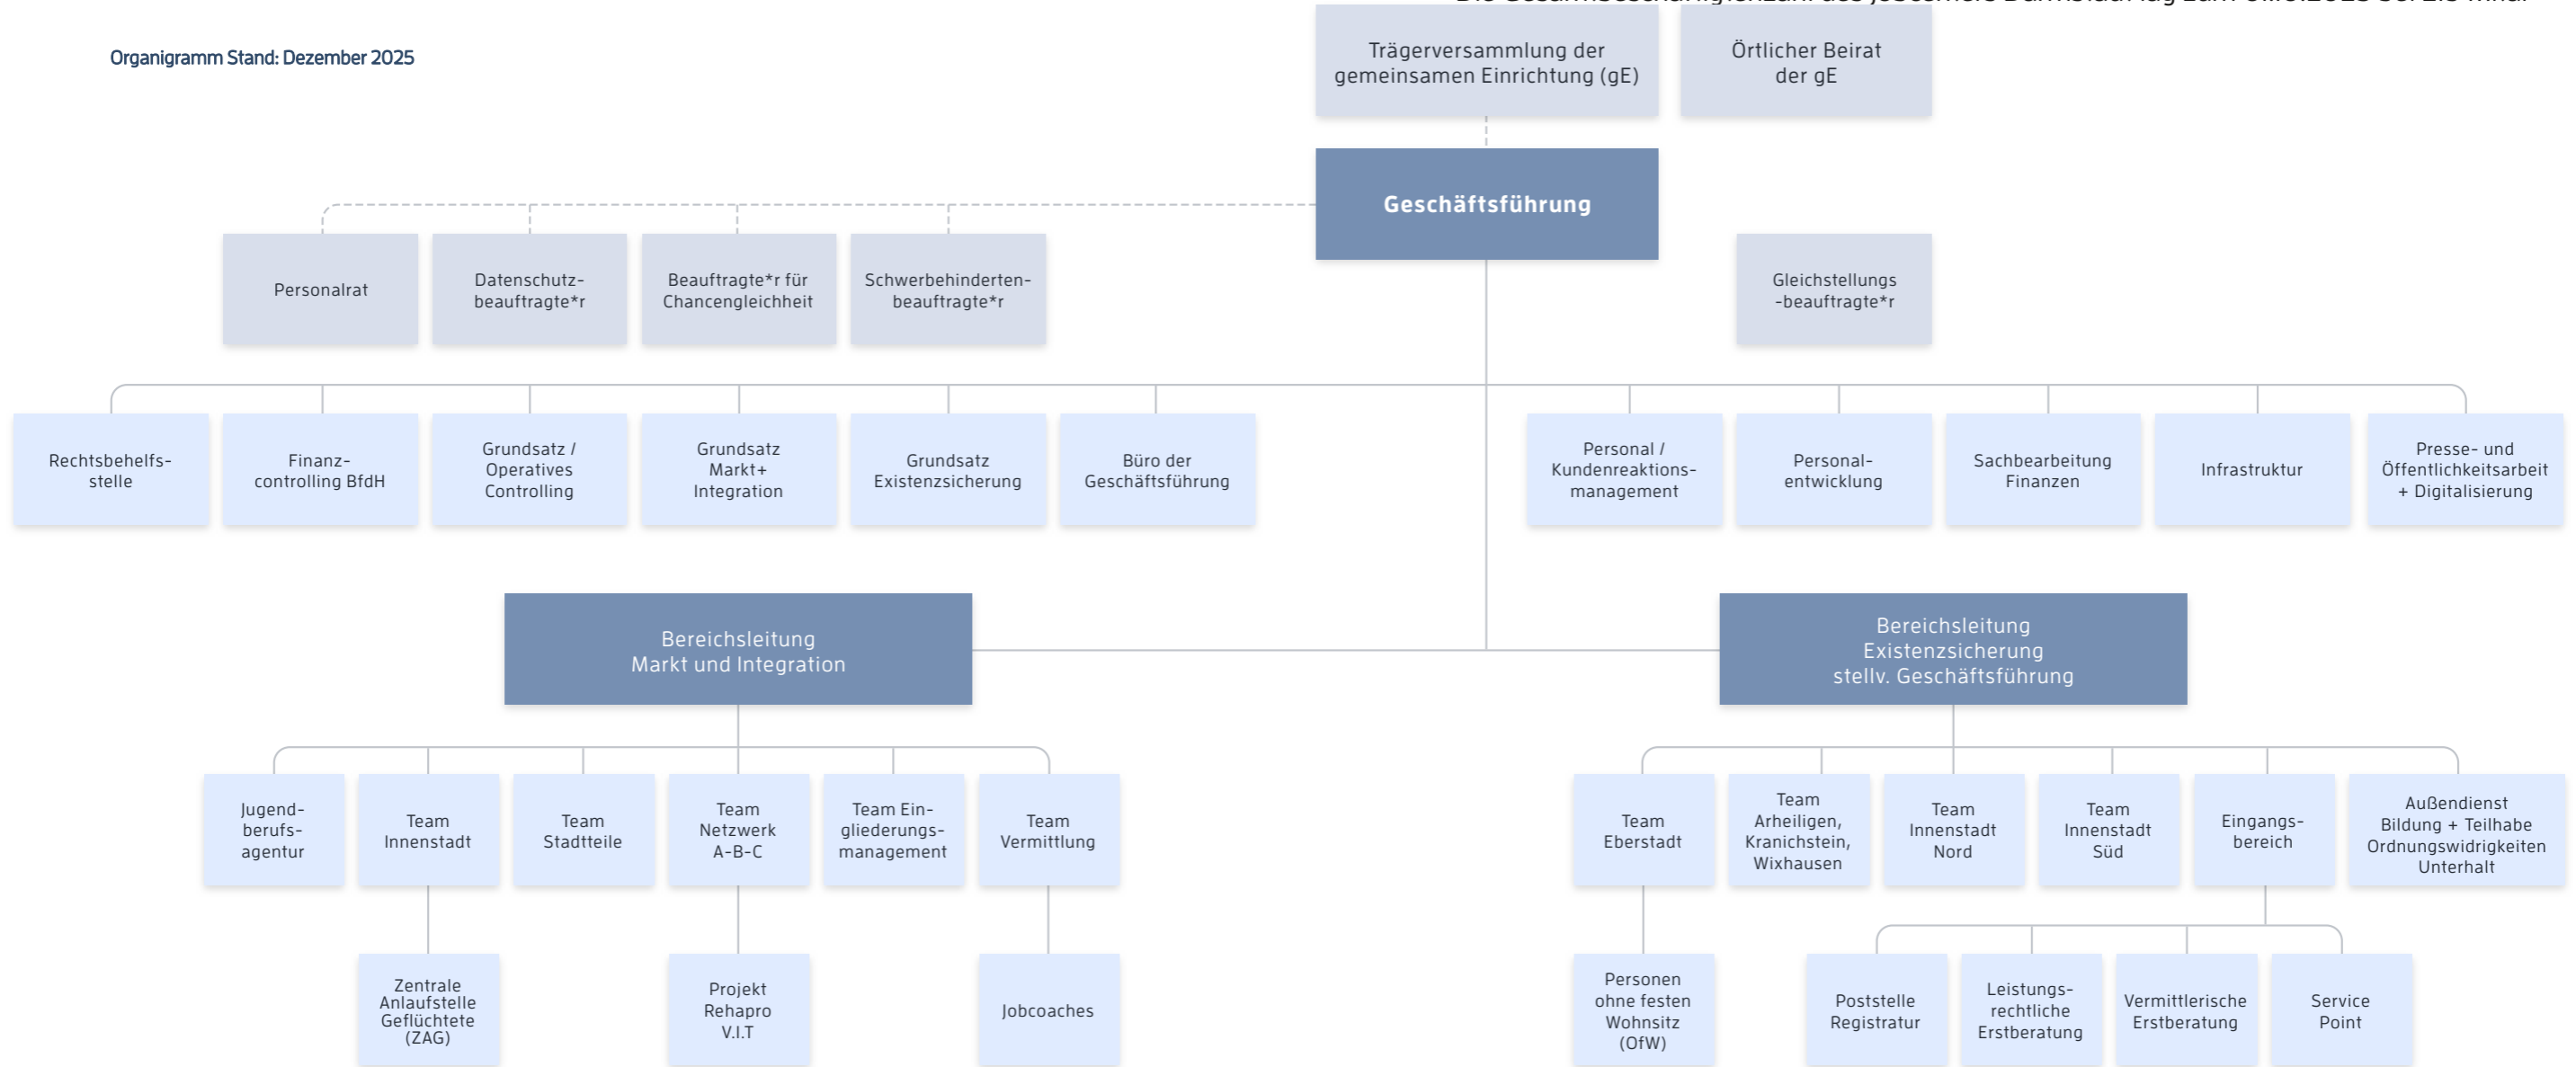 Organigramm Stand: Dezember 2025
Trägerversammlung der
gemeinsamen Einrichtung (gE)
Örtlicher Beirat
der gE
Geschäftsführung
Personalrat
Datenschutz-
beauftragte*r
Beauftragte*r für
Chancengleichheit
Schwerbehinderten-
beauftragte*r
Gleichstellungs
-beauftragte*r
Rechtsbehelfs-
stelle
Finanz-
controlling BfdH
Grundsatz /
Operatives
Controlling
Grundsatz
Markt+
Integration
Grundsatz
Existenzsicherung
Büro der
Geschäftsführung
Personal /
Kundenreaktions-
management
Personal-
entwicklung
Sachbearbeitung
Finanzen
Infrastruktur
Presse- und
Öffentlichkeitsarbeit
+ Digitalisierung
Bereichsleitung
Markt und Integration
Bereichsleitung
Existenzsicherung
stellv. Geschäftsführung
Jugend-
berufs-
agentur
Team
Innenstadt
Team
Stadtteile
Team
Netzwerk
A-B-C
Team Ein-
gliederungs-
management
Team
Vermittlung
Team
Eberstadt
Team
Arheiligen,
Kranichstein,
Wixhausen
Team
Innenstadt
Nord
Team
Innenstadt
Süd
Eingangs-
bereich
Außendienst
Bildung + Teilhabe
Ordnungswidrigkeiten
Unterhalt
Zentrale
Anlaufstelle
Geflüchtete
(ZAG)
Projekt
Rehapro
V.I.T
Jobcoaches
Personen
ohne festen
Wohnsitz
(OfW)
Poststelle
Registratur
Leistungs-
rechtliche
Erstberatung
Vermittlerische
Erstberatung
Service
Point